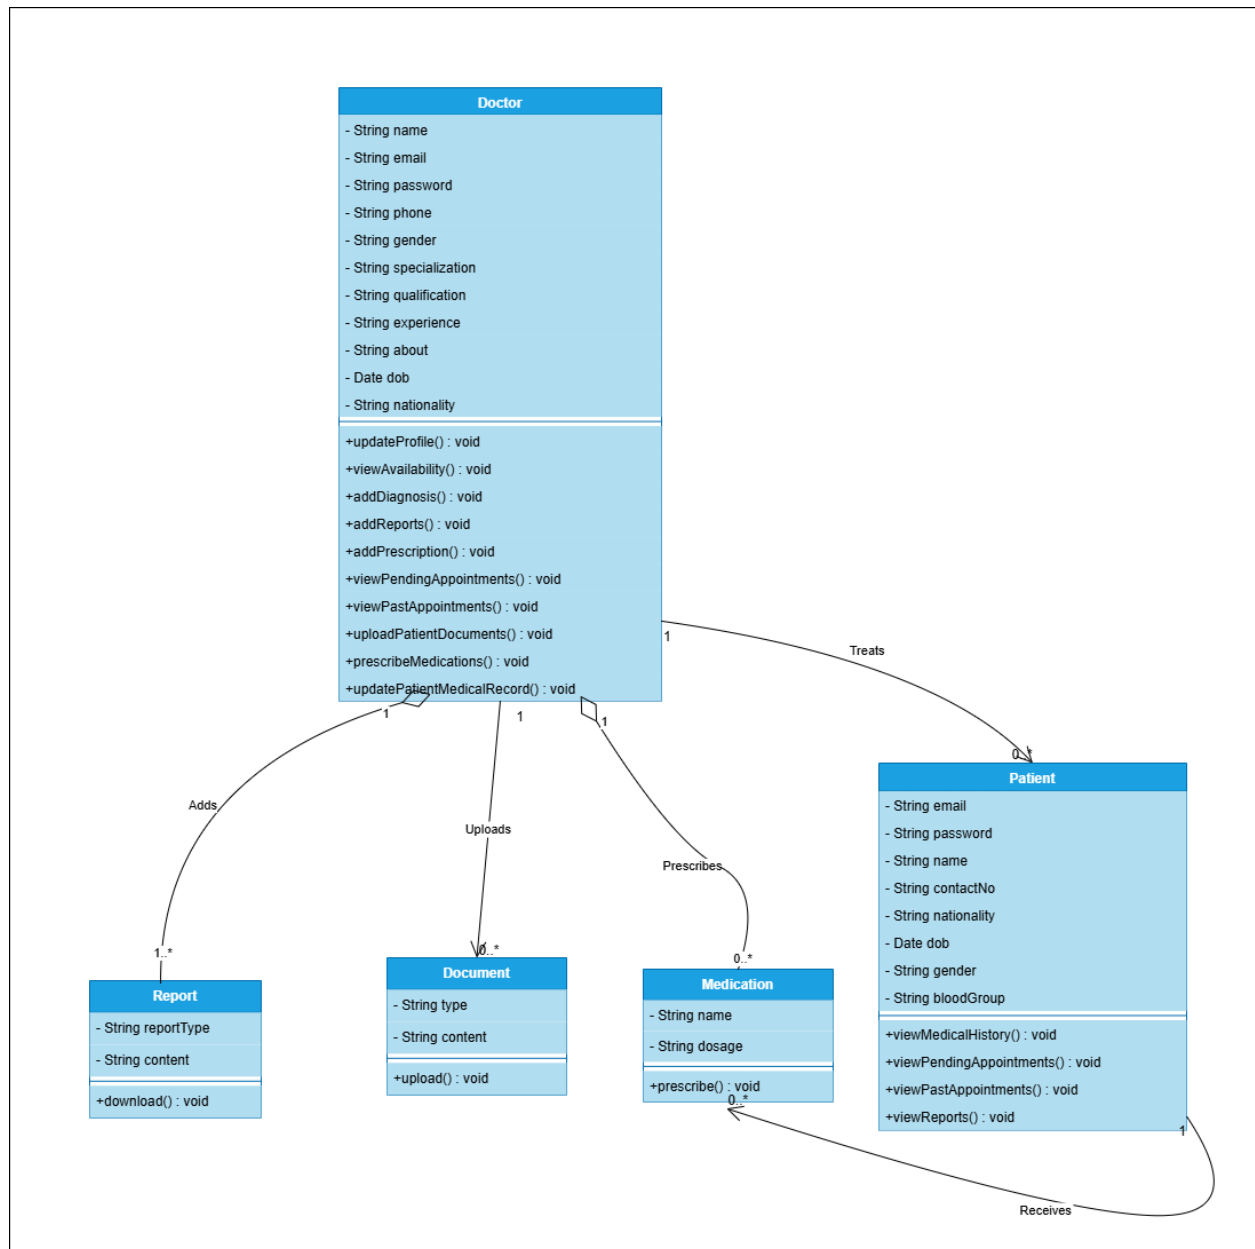 Doctor
- String name
- String email
- String password
- String phone
- String gender
- String specialization
- String qualification
- String experience
- String about
- Date dob
- String nationality
+updateProfile() : void
+viewAvailability() : void
+addDiagnosis() : void
+addReports() : void
+addPrescription() : void
+viewPendingAppointments() : void
+viewPastAppointments() : void
+uploadPatientDocuments() : void
+prescribeMedications() : void
+updatePatientMedicalRecord() : void
1
1
1
1
Treats
0..*
Adds
Uploads
Prescribes
1..*
0..*
0..*
Report
- String reportType
- String content
+download() : void
Document
- String type
- String content
+upload() : void
Medication
- String name
- String dosage
+prescribe() : void
0..*
Patient
- String email
- String password
- String name
- String contactNo
- String nationality
- Date dob
- String gender
- String bloodGroup
+viewMedicalHistory() : void
+viewPendingAppointments() : void
+viewPastAppointments() : void
+viewReports() : void
1
Receives